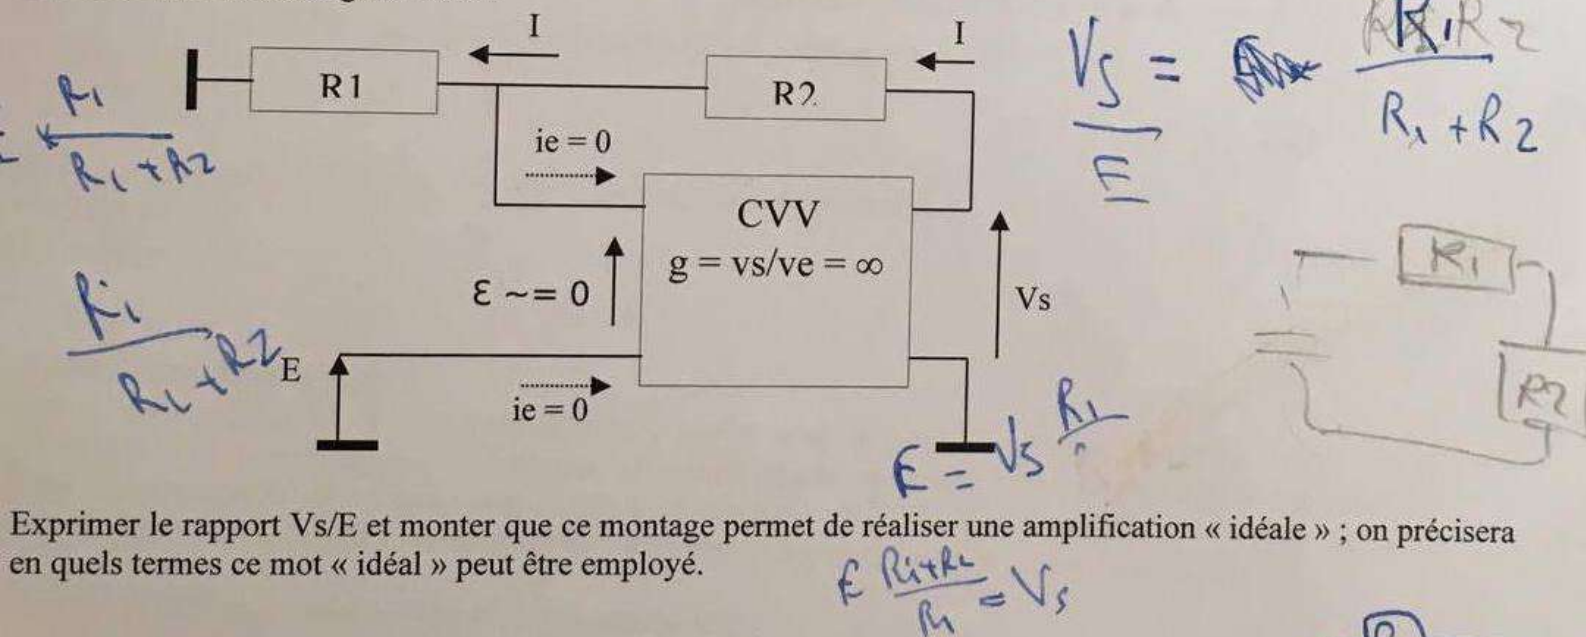 I
I
R1
R2
R1
R1 + R2
Vs = R1
E R1 + R2
ie = 0
CVV
g = vs/ve = ∞
R1
ε ~= 0
Vs
R2
R1
R1 + R2
E
ie = 0
E = Vs R1
Exprimer le rapport Vs/E et monter que ce montage permet de réaliser une amplification « idéale » ; on précisera
en quels termes ce mot « idéal » peut être employé.
E R1+R2 = Vs
R1